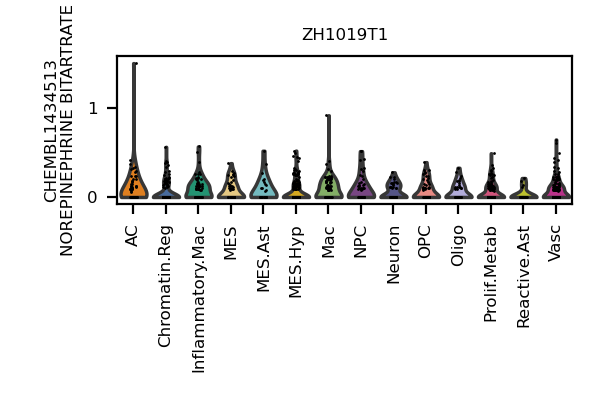 ZH1019T1
CHEMBL1434513
NOREPINEPHRINE BITARTRATE
1
0
AC
Chromatin.Reg
Inflammatory.Mac
MES
MES.Ast
MES.Hyp
Mac
NPC
Neuron
OPC
Oligo
Prolif.Metab
Reactive.Ast
Vasc